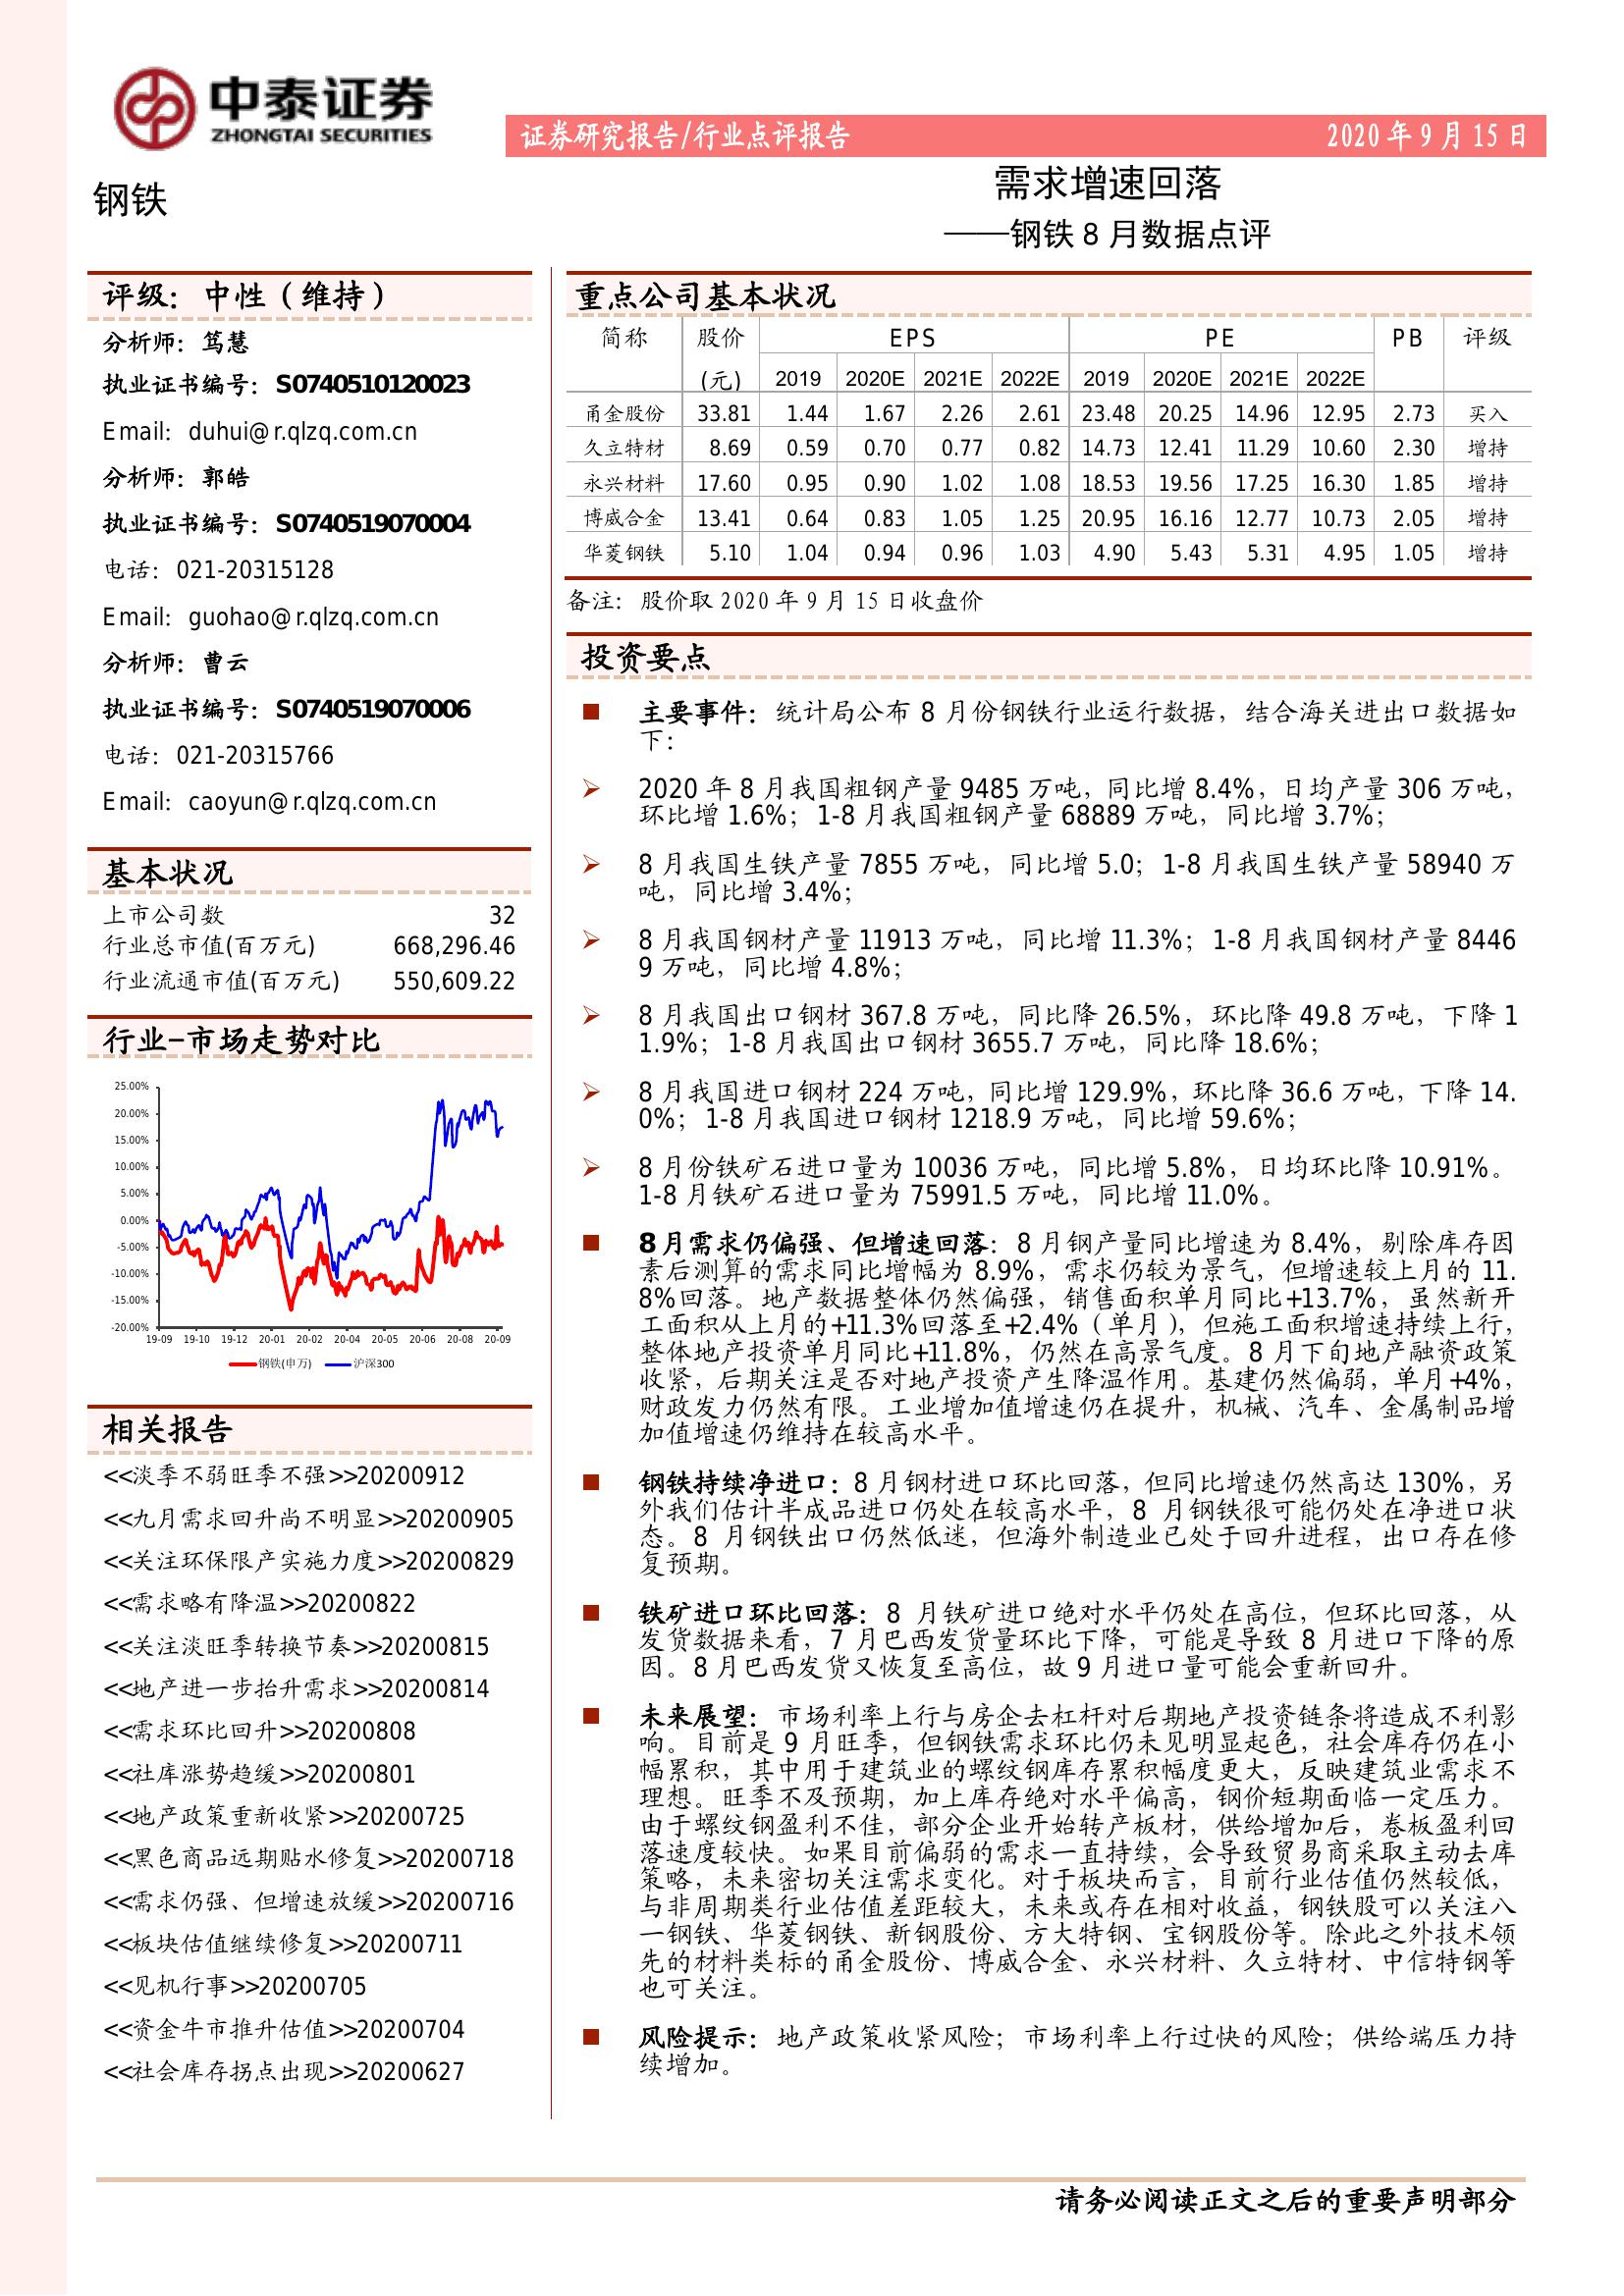 中泰证券
ZHONGTAI SECURITIES
证券研究报告/行业点评报告
2020 年 9 月 15 日
钢铁
需求增速回落
——钢铁 8 月数据点评
评级：中性（维持）
分析师：笃慧
执业证书编号：S0740510120023
Email：duhui@r.qlzq.com.cn
分析师：郭皓
执业证书编号：S0740519070004
电话：021-20315128
Email：guohao@r.qlzq.com.cn
分析师：曹云
执业证书编号：S0740519070006
电话：021-20315766
Email：caoyun@r.qlzq.com.cn
基本状况
上市公司数 32
行业总市值(百万元) 668,296.46
行业流通市值(百万元) 550,609.22
行业-市场走势对比
25.00%
20.00%
15.00%
10.00%
5.00%
0.00%
-5.00%
-10.00%
-15.00%
-20.00%
19-09 19-10 19-12 20-01 20-02 20-04 20-05 20-06 20-08 20-09
钢铁(申万) 沪深300
相关报告
<<淡季不弱旺季不强>>20200912
<<九月需求回升尚不明显>>20200905
<<关注环保限产实施力度>>20200829
<<需求略有降温>>20200822
<<关注淡旺季转换节奏>>20200815
<<地产进一步抬升需求>>20200814
<<需求环比回升>>20200808
<<社库涨势趋缓>>20200801
<<地产政策重新收紧>>20200725
<<黑色商品远期贴水修复>>20200718
<<需求仍强、但增速放缓>>20200716
<<板块估值继续修复>>20200711
<<见机行事>>20200705
<<资金牛市推升估值>>20200704
<<社会库存拐点出现>>20200627
重点公司基本状况
简称 股价 EPS PE PB 评级
(元) 2019 2020E 2021E 2022E 2019 2020E 2021E 2022E
甬金股份 33.81 1.44 1.67 2.26 2.61 23.48 20.25 14.96 12.95 2.73 买入
久立特材 8.69 0.59 0.70 0.77 0.82 14.73 12.41 11.29 10.60 2.30 增持
永兴材料 17.60 0.95 0.90 1.02 1.08 18.53 19.56 17.25 16.30 1.85 增持
博威合金 13.41 0.64 0.83 1.05 1.25 20.95 16.16 12.77 10.73 2.05 增持
华菱钢铁 5.10 1.04 0.94 0.96 1.03 4.90 5.43 5.31 4.95 1.05 增持
备注：股价取 2020 年 9 月 15 日收盘价
投资要点
主要事件：统计局公布 8 月份钢铁行业运行数据，结合海关进出口数据如
下：
2020 年 8 月我国粗钢产量 9485 万吨，同比增 8.4%，日均产量 306 万吨，
环比增 1.6%；1-8 月我国粗钢产量 68889 万吨，同比增 3.7%；
8 月我国生铁产量 7855 万吨，同比增 5.0；1-8 月我国生铁产量 58940 万
吨，同比增 3.4%；
8 月我国钢材产量 11913 万吨，同比增 11.3%；1-8 月我国钢材产量 8446
9 万吨，同比增 4.8%；
8 月我国出口钢材 367.8 万吨，同比降 26.5%，环比降 49.8 万吨，下降 1
1.9%；1-8 月我国出口钢材 3655.7 万吨，同比降 18.6%；
8 月我国进口钢材 224 万吨，同比增 129.9%，环比降 36.6 万吨，下降 14.
0%；1-8 月我国进口钢材 1218.9 万吨，同比增 59.6%；
8 月份铁矿石进口量为 10036 万吨，同比增 5.8%，日均环比降 10.91%。
1-8 月铁矿石进口量为 75991.5 万吨，同比增 11.0%。
8 月需求仍偏强、但增速回落：8 月钢产量同比增速为 8.4%，剔除库存因
素后测算的需求同比增幅为 8.9%，需求仍较为景气，但增速较上月的 11.
8%回落。地产数据整体仍然偏强，销售面积单月同比+13.7%，虽然新开
工面积从上月的+11.3%回落至+2.4%（单月），但施工面积增速持续上行，
整体地产投资单月同比+11.8%，仍然在高景气度。8 月下旬地产融资政策
收紧，后期关注是否对地产投资产生降温作用。基建仍然偏弱，单月+4%，
财政发力仍然有限。工业增加值增速仍在提升，机械、汽车、金属制品增
加值增速仍维持在较高水平。
钢铁持续净进口：8 月钢材进口环比回落，但同比增速仍然高达 130%，另
外我们估计半成品进口仍处在较高水平，8 月钢铁很可能仍处在净进口状
态。8 月钢铁出口仍然低迷，但海外制造业已处于回升进程，出口存在修
复预期。
铁矿进口环比回落：8 月铁矿进口绝对水平仍处在高位，但环比回落，从
发货数据来看，7 月巴西发货量环比下降，可能是导致 8 月进口下降的原
因。8 月巴西发货又恢复至高位，故 9 月进口量可能会重新回升。
未来展望：市场利率上行与房企去杠杆对后期地产投资链条将造成不利影
响。目前是 9 月旺季，但钢铁需求环比仍未见明显起色，社会库存仍在小
幅累积，其中用于建筑业的螺纹钢库存累积幅度更大，反映建筑业需求不
理想。旺季不及预期，加上库存绝对水平偏高，钢价短期面临一定压力。
由于螺纹钢盈利不佳，部分企业开始转产板材，供给增加后，卷板盈利回
落速度较快。如果目前偏弱的需求一直持续，会导致贸易商采取主动去库
策略，未来密切关注需求变化。对于板块而言，目前行业估值仍然较低，
与非周期类行业估值差距较大，未来或存在相对收益，钢铁股可以关注八
一钢铁、华菱钢铁、新钢股份、方大特钢、宝钢股份等。除此之外技术领
先的材料类标的甬金股份、博威合金、永兴材料、久立特材、中信特钢等
也可关注。
风险提示：地产政策收紧风险；市场利率上行过快的风险；供给端压力持
续增加。
请务必阅读正文之后的重要声明部分